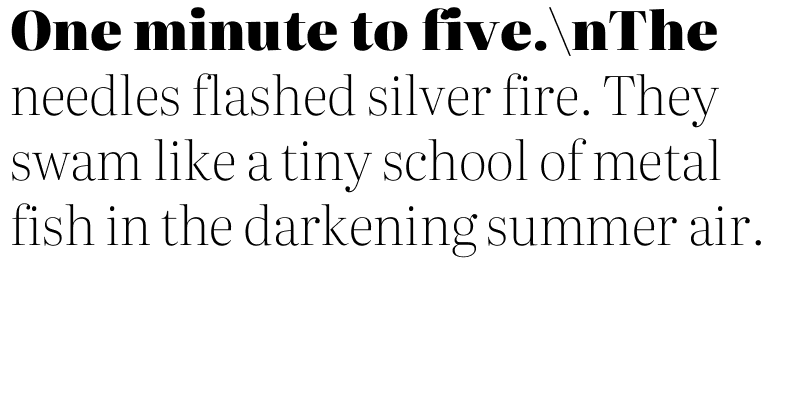 One minute to five.\nThe
needles flashed silver fire. They
swam like a tiny school of metal
fish in the darkening summer air.